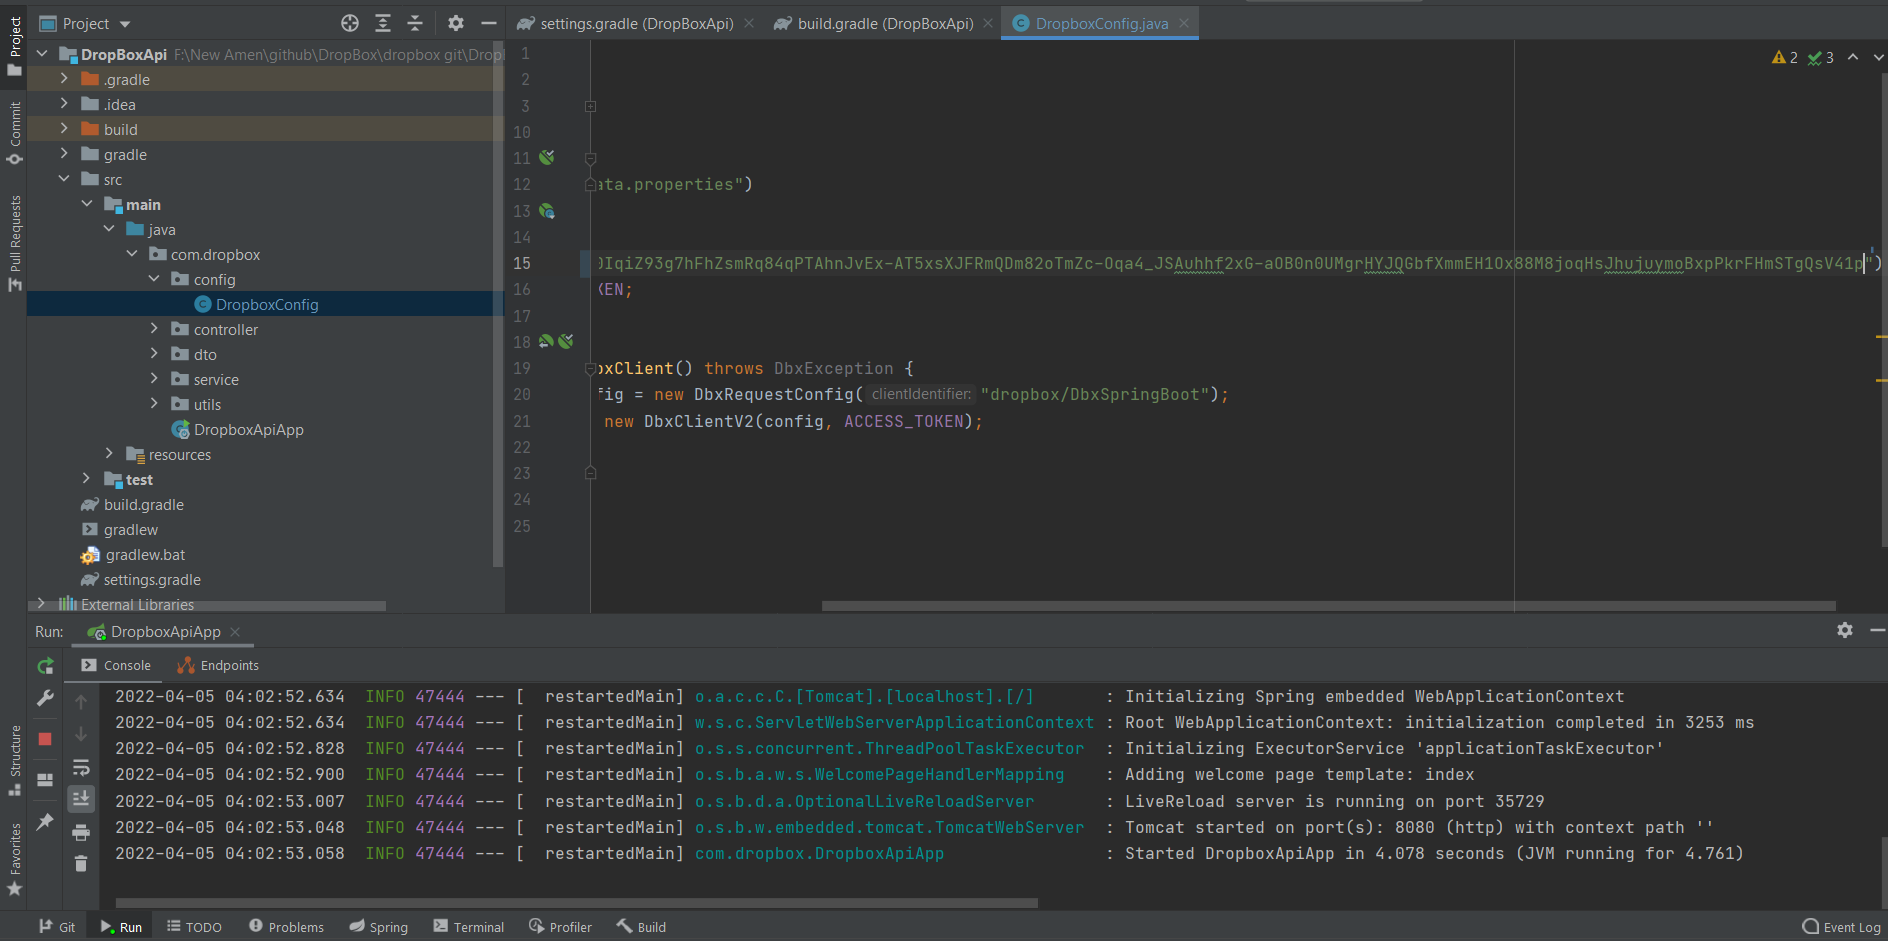 Project
settings.gradle (DropBoxApi)
build.gradle (DropBoxApi)
DropboxConfig.java
Project
Commit
Pull Requests
Structure
Favorites
DropBoxApi F:\New Amen\github\DropBox\dropbox git\Drop
.gradle
.idea
build
gradle
src
main
java
com.dropbox
config
DropboxConfig
controller
dto
service
utils
DropboxApiApp
resources
test
build.gradle
gradlew
gradlew.bat
settings.gradle
External Libraries
2 3
1
2
3
10
11
12 ata.properties")
13
14
15 0IqiZ93g7hFhZsmRq84qPTAhnJvEx-AT5xsXJFRmQDm82oTmZc-Oqa4_JSAuhhf2xG-aOB0n0UMgrHYJQGbfXmmEH1Ox88M8joqHsJhujuymoBxpPkrFHmSTgQsV41p")
16 KEN;
17
18
19 oxClient() throws DbxException {
20 fig = new DbxRequestConfig( clientIdentifier: "dropbox/DbxSpringBoot");
21 new DbxClientV2(config, ACCESS_TOKEN);
22
23
24
25
Run: DropboxApiApp
Console Endpoints
2022-04-05 04:02:52.634 INFO 47444 --- [ restartedMain] o.a.c.c.C.[Tomcat].[localhost].[/] : Initializing Spring embedded WebApplicationContext
2022-04-05 04:02:52.634 INFO 47444 --- [ restartedMain] w.s.c.ServletWebServerApplicationContext : Root WebApplicationContext: initialization completed in 3253 ms
2022-04-05 04:02:52.828 INFO 47444 --- [ restartedMain] o.s.s.concurrent.ThreadPoolTaskExecutor : Initializing ExecutorService 'applicationTaskExecutor'
2022-04-05 04:02:52.900 INFO 47444 --- [ restartedMain] o.s.b.a.w.s.WelcomePageHandlerMapping : Adding welcome page template: index
2022-04-05 04:02:53.007 INFO 47444 --- [ restartedMain] o.s.b.d.a.OptionalLiveReloadServer : LiveReload server is running on port 35729
2022-04-05 04:02:53.048 INFO 47444 --- [ restartedMain] o.s.b.w.embedded.tomcat.TomcatWebServer : Tomcat started on port(s): 8080 (http) with context path ''
2022-04-05 04:02:53.058 INFO 47444 --- [ restartedMain] com.dropbox.DropboxApiApp : Started DropboxApiApp in 4.078 seconds (JVM running for 4.761)
Git Run TODO Problems Spring Terminal Profiler Build Event Log